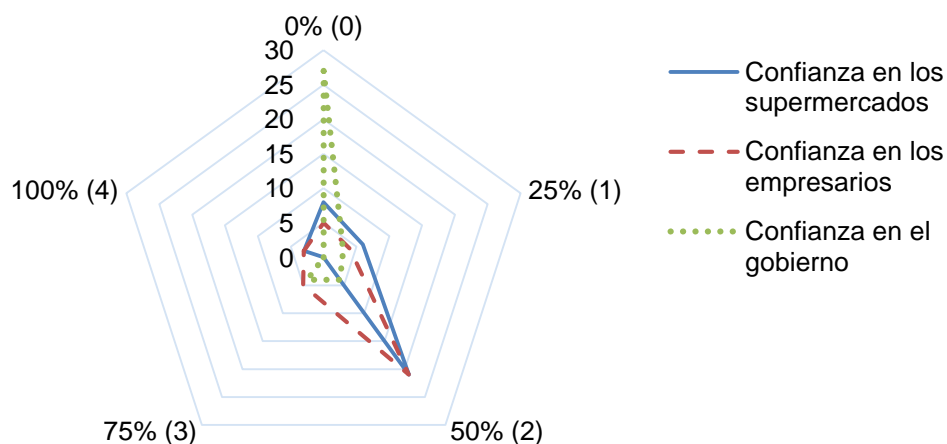 0% (0)
30
25
20
15
10
5
0
25% (1)
50% (2)
75% (3)
100% (4)
Confianza en los
supermercados
Confianza en los
empresarios
Confianza en el
gobierno